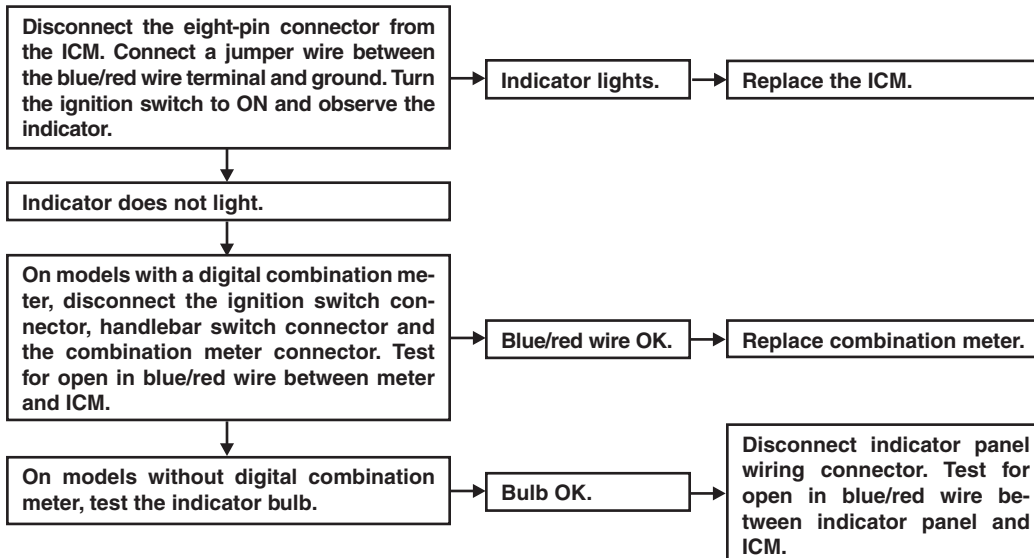 Disconnect the eight-pin connector from
the ICM. Connect a jumper wire between
the blue/red wire terminal and ground. Turn
the ignition switch to ON and observe the
indicator.
Indicator lights.
Replace the ICM.
Indicator does not light.
On models with a digital combination me-
ter, disconnect the ignition switch con-
nector, handlebar switch connector and
the combination meter connector. Test
for open in blue/red wire between meter
and ICM.
Blue/red wire OK.
Replace combination meter.
On models without digital combination
meter, test the indicator bulb.
Bulb OK.
Disconnect indicator panel
wiring connector. Test for
open in blue/red wire be-
tween indicator panel and
ICM.